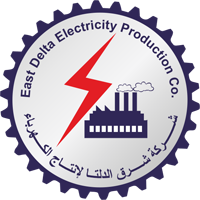 East Delta Electricity Production Co.
شركة شرق الدلتا لإنتاج الكهرباء